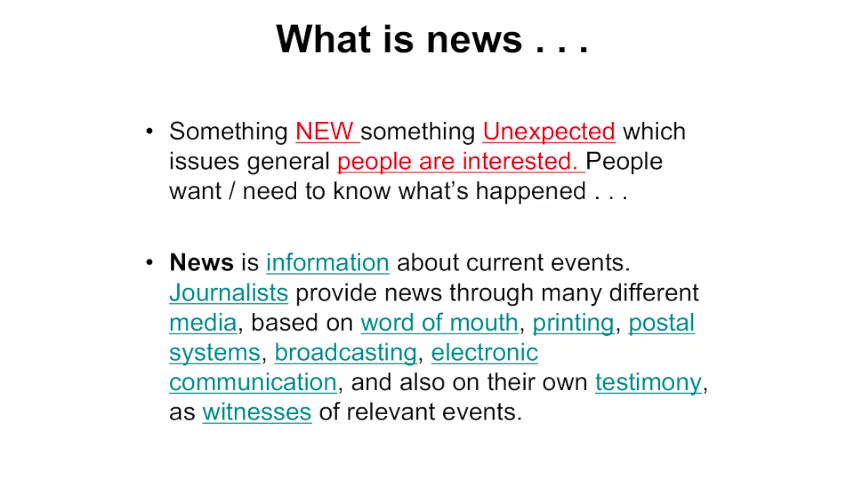 What is news . . .
• Something NEW something Unexpected which
issues general people are interested. People
want / need to know what's happened . . .
• News is information about current events.
Journalists provide news through many different
media, based on word of mouth, printing, postal
systems, broadcasting, electronic
communication, and also on their own testimony,
as witnesses of relevant events.